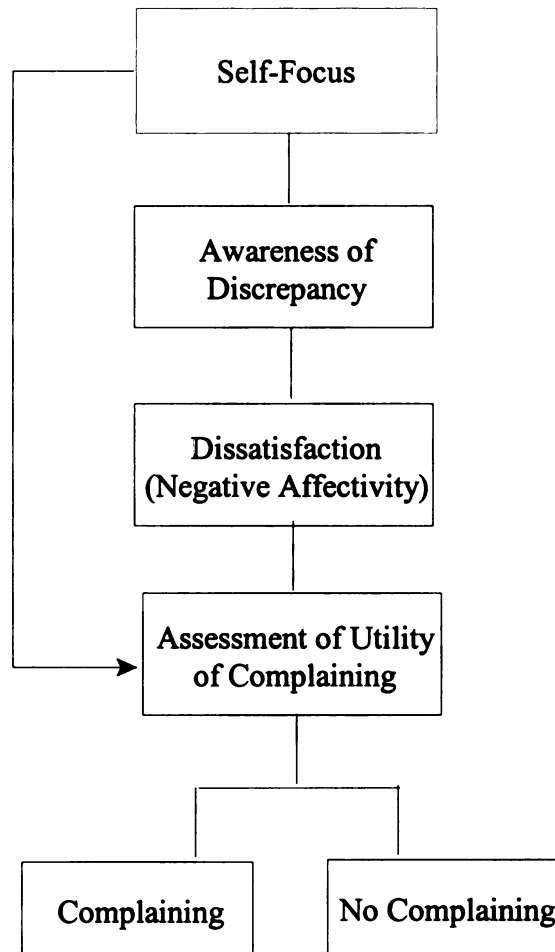 Self-Focus
Awareness of
Discrepancy
Dissatisfaction
(Negative Affectivity)
Assessment of Utility
of Complaining
Complaining
No Complaining